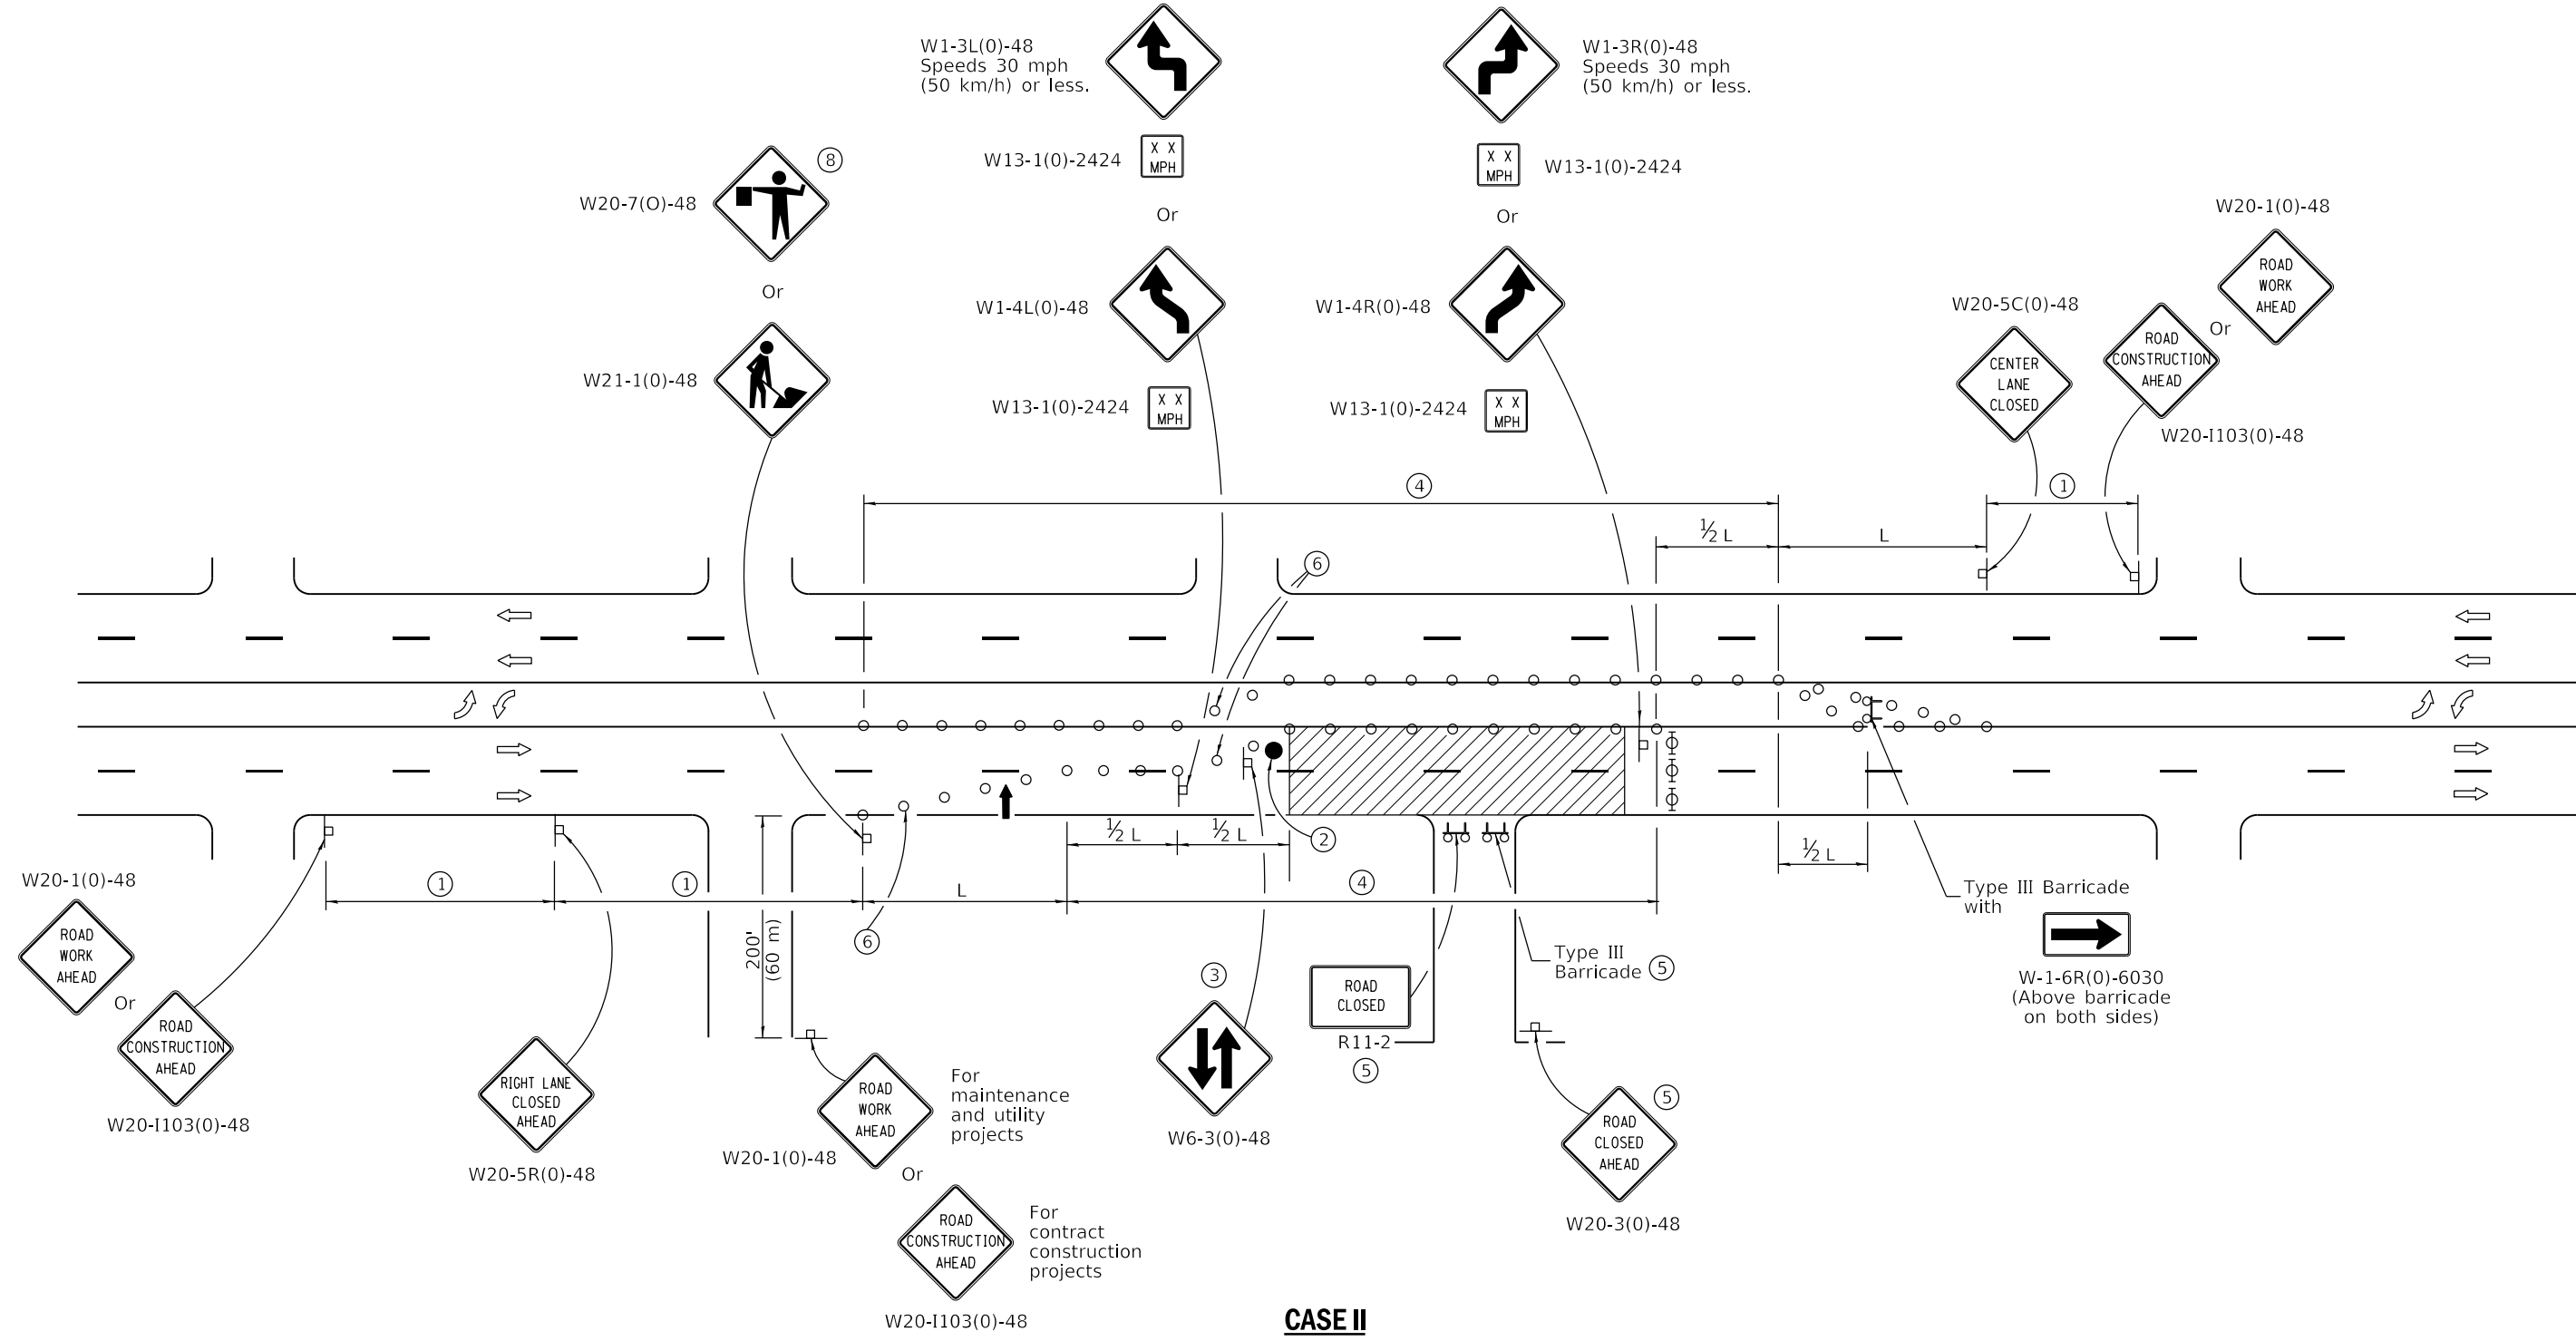 W1-3L(0)-48
Speeds 30 mph
(50 km/h) or less.
W1-3R(0)-48
Speeds 30 mph
(50 km/h) or less.
W13-1(0)-2424
X X
MPH
X X
MPH
W13-1(0)-2424
8
W20-7(O)-48
Or
Or
Or
W20-1(0)-48
ROAD
WORK
AHEAD
W1-4L(0)-48
W1-4R(0)-48
W20-5C(0)-48
CENTER
LANE
CLOSED
Or
ROAD
CONSTRUCTION
AHEAD
W20-I103(0)-48
W21-1(0)-48
W13-1(0)-2424
X X
MPH
W13-1(0)-2424
X X
MPH
4
1
½ L
L
6
½ L
½ L
2
½ L
1
1
L
4
6
200'
(60 m)
W20-1(0)-48
ROAD
WORK
AHEAD
Or
ROAD
CONSTRUCTION
AHEAD
W20-I103(0)-48
RIGHT LANE
CLOSED
AHEAD
W20-5R(0)-48
ROAD
WORK
AHEAD
W20-1(0)-48
For
maintenance
and utility
projects
Or
ROAD
CONSTRUCTION
AHEAD
W20-I103(0)-48
For
contract
construction
projects
3
W6-3(0)-48
ROAD
CLOSED
R11-2
5
Type III
Barricade
5
5
ROAD
CLOSED
AHEAD
W20-3(0)-48
Type III Barricade
with
W-1-6R(0)-6030
(Above barricade
on both sides)
CASE II